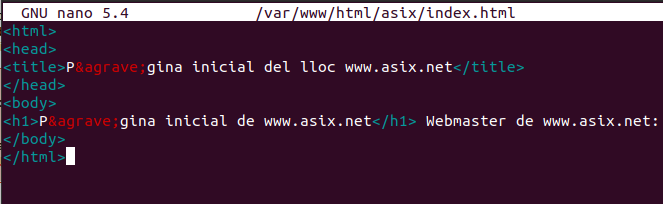 GNU nano 5.4 /var/www/html/asix/index.html
<html>
<head>
<title>P&agrave;gina inicial del lloc www.asix.net</title>
</head>
<body>
<h1>P&agrave;gina inicial de www.asix.net</h1> Webmaster de www.asix.net:
</body>
</html>